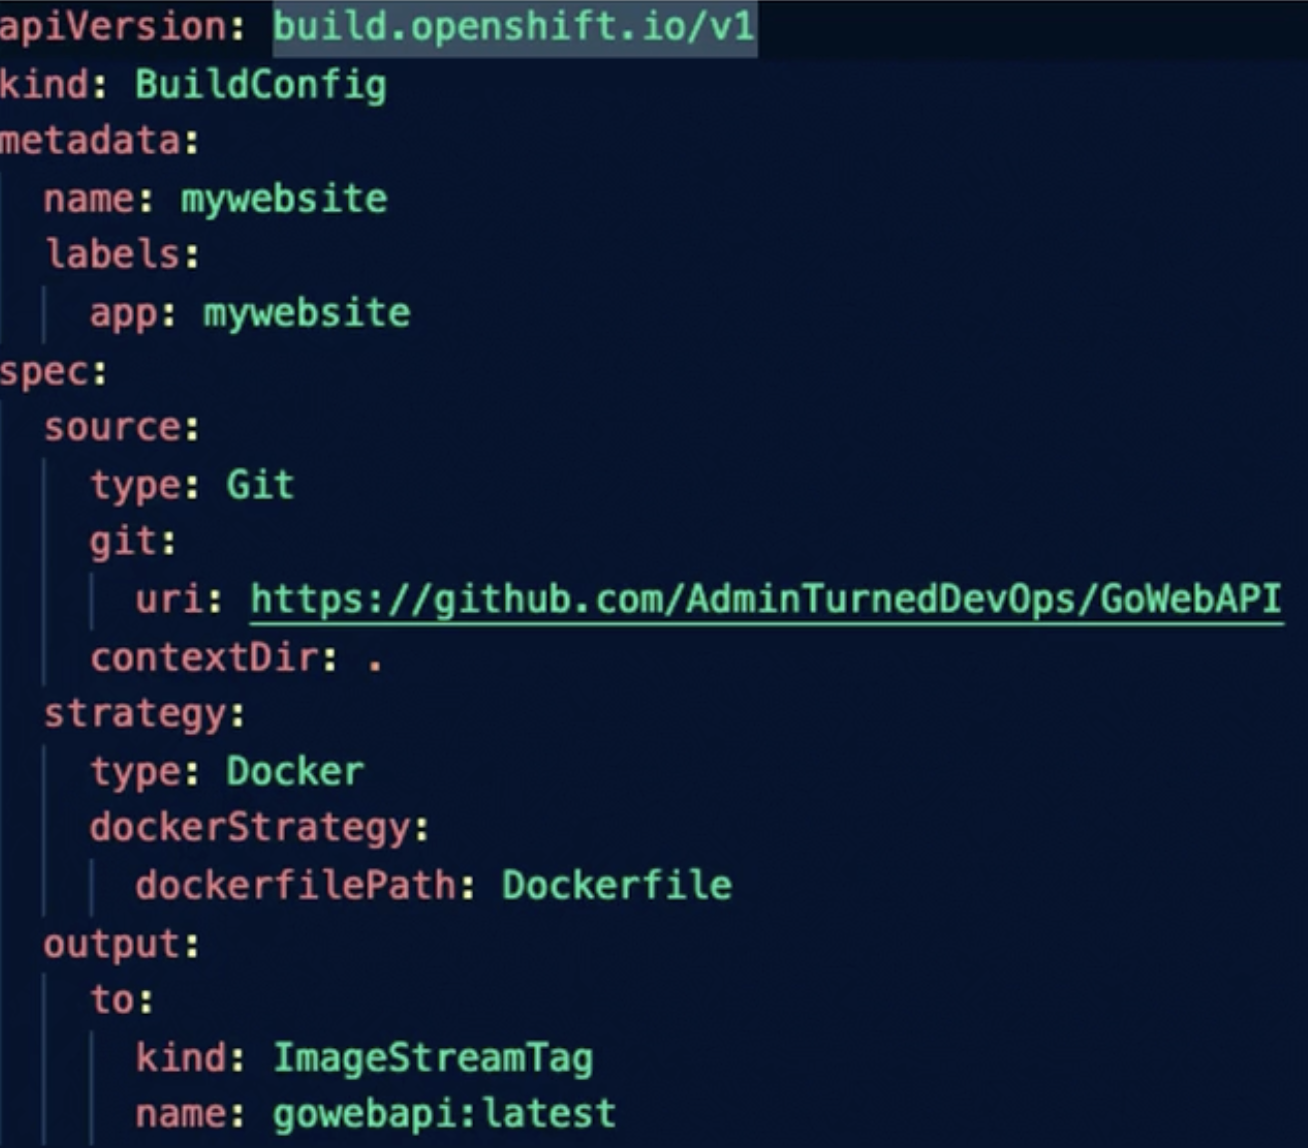 apiVersion: build.openshift.io/v1
kind: BuildConfig
metadata:
  name: mywebsite
  labels:
    app: mywebsite
spec:
  source:
    type: Git
    git:
      uri: https://github.com/AdminTurnedDevOps/GoWebAPI
    contextDir: .
  strategy:
    type: Docker
    dockerStrategy:
      dockerfilePath: Dockerfile
  output:
    to:
      kind: ImageStreamTag
      name: gowebapi:latest